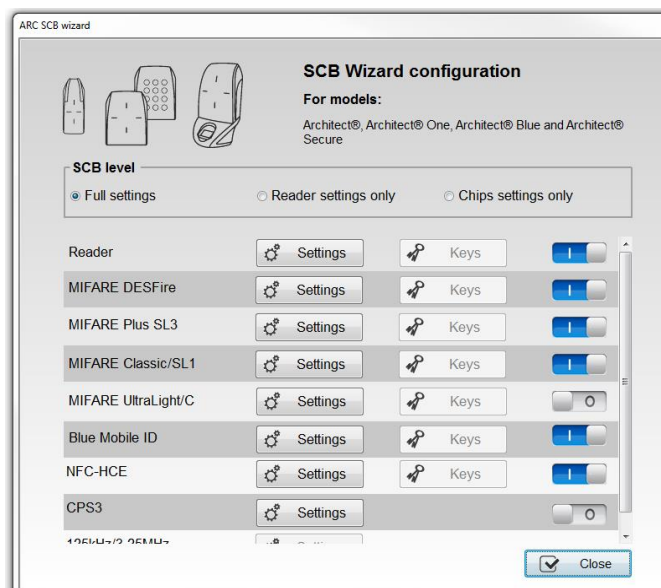 ARC SCB wizard
SCB Wizard configuration
For models:
Architect®, Architect® One, Architect® Blue and Architect®
Secure
SCB level
Full settings Reader settings only Chips settings only
Reader Settings Keys I
MIFARE DESFire Settings Keys I
MIFARE Plus SL3 Settings Keys I
MIFARE Classic/SL1 Settings Keys I
MIFARE UltraLight/C Settings Keys O
Blue Mobile ID Settings Keys I
NFC-HCE Settings Keys I
CPS3 Settings O
125kHz/3.25MHz
Close